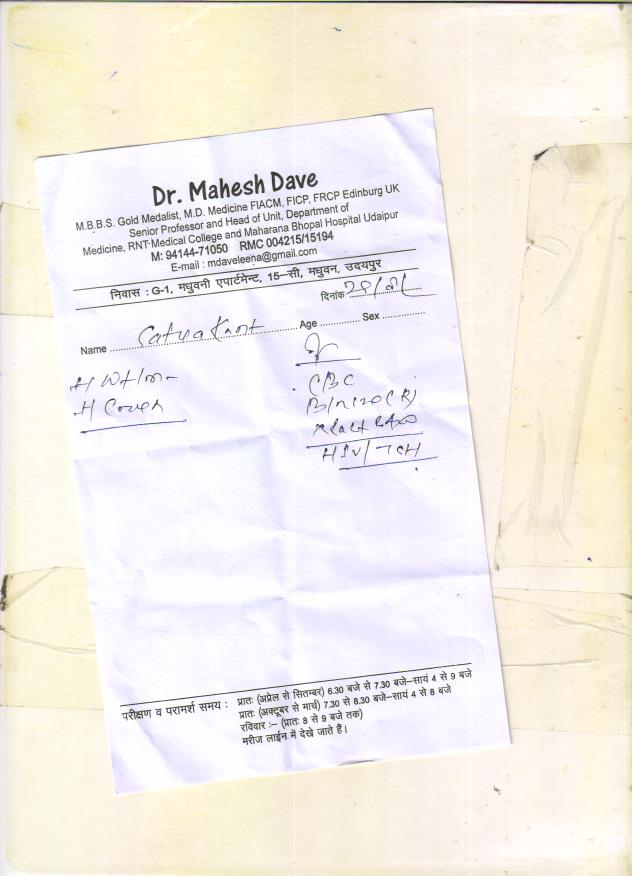 Dr. Mahesh Dave
M.B.B.S. Gold Medalist, M.D. Medicine FIACM, FICP, FRCP Edinburg UK
Senior Professor and Head of Unit, Department of
Medicine, RNT Medical College and Maharana Bhopal Hospital Udaipur
M: 94144-71050 RMC 004215/15194
E-mail : mdaveleena@gmail.com
निवास : G-1, मधुवनी एपार्टमेन्ट, 15-सी, मधुवन, उदयपुर
दिनांक
Name Satya Kant Age Sex
CBC
परीक्षण व परामर्श समय : प्रातः (अप्रेल से सितम्बर) 6.30 बजे से 7.30 बजे-सायं 4 से 9 बजे
प्रातः (अक्टूबर से मार्च) 7.30 से 8.30 बजे-सायं 4 से 8 बजे
रविवार :- (प्रातः 8 से 9 बजे तक)
मरीज लाईन में देखे जाते हैं।